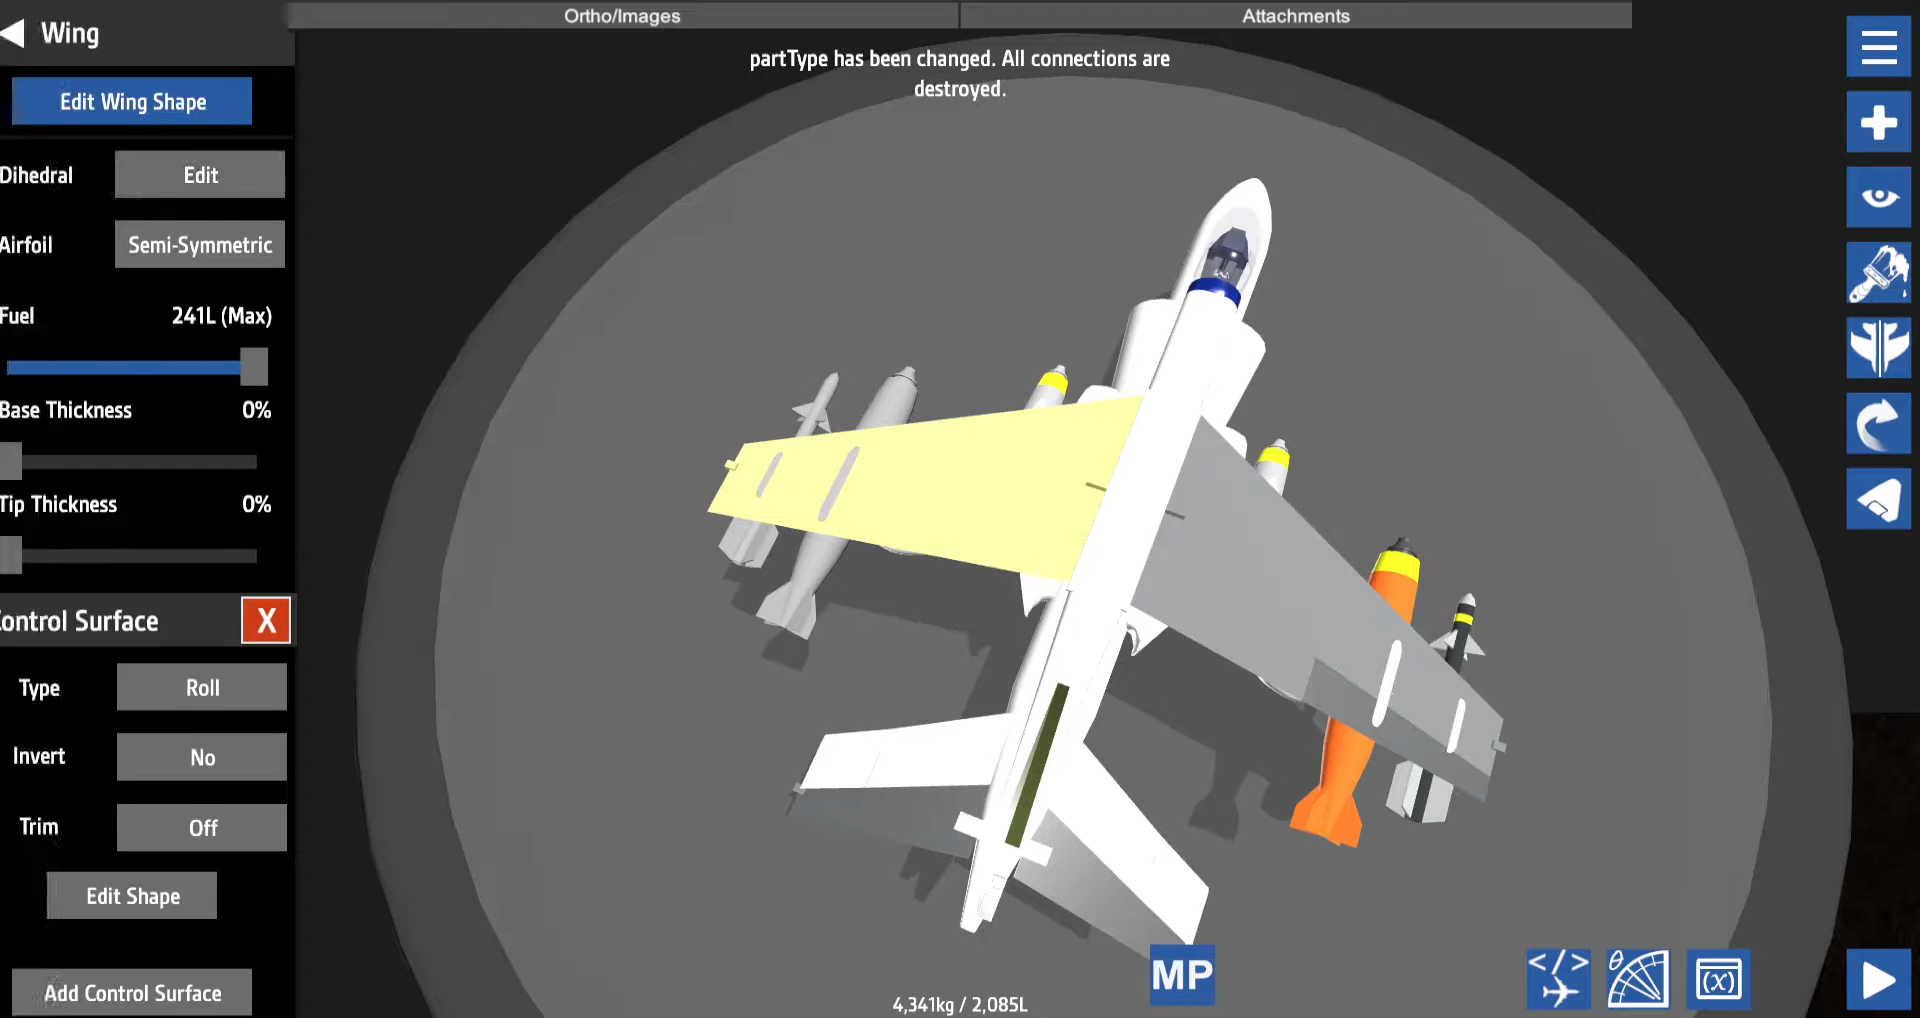 Ortho/Images
Attachments
Wing
partType has been changed. All connections are
destroyed.
Edit Wing Shape
Dihedral
Edit
Airfoil
Semi-Symmetric
Fuel
241L (Max)
Base Thickness
0%
Tip Thickness
0%
ontrol Surface
X
Type
Roll
Invert
No
Trim
Off
Edit Shape
Add Control Surface
MP
4,341kg / 2,085L
</> 
θ
(x)